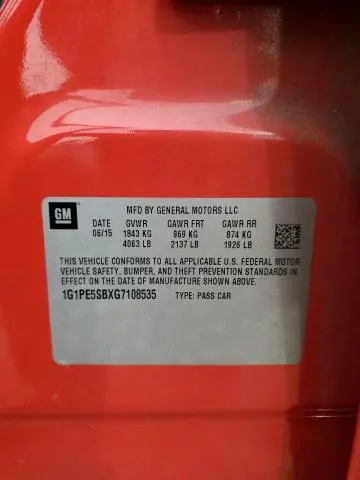 GM
MFD BY GENERAL MOTORS LLC
DATE GVWR GAWR FRT GAWR RR
06/15 1843 KG 969 KG 874 KG
4063 LB 2137 LB 1926 LB
THIS VEHICLE CONFORMS TO ALL APPLICABLE U.S. FEDERAL MOTOR
VEHICLE SAFETY, BUMPER, AND THEFT PREVENTION STANDARDS IN
EFFECT ON THE DATE OF MANUFACTURE SHOWN ABOVE.
1G1PE5SBXG7108535 TYPE: PASS CAR